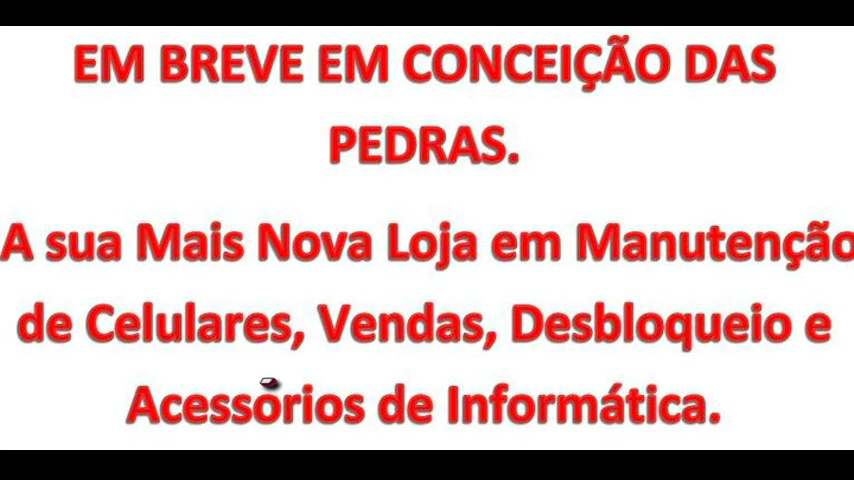 EM BREVE EM CONCEIÇÃO DAS
PEDRAS.
A sua Mais Nova Loja em Manutenção
de Celulares, Vendas, Desbloqueio e
Acessórios de Informática.